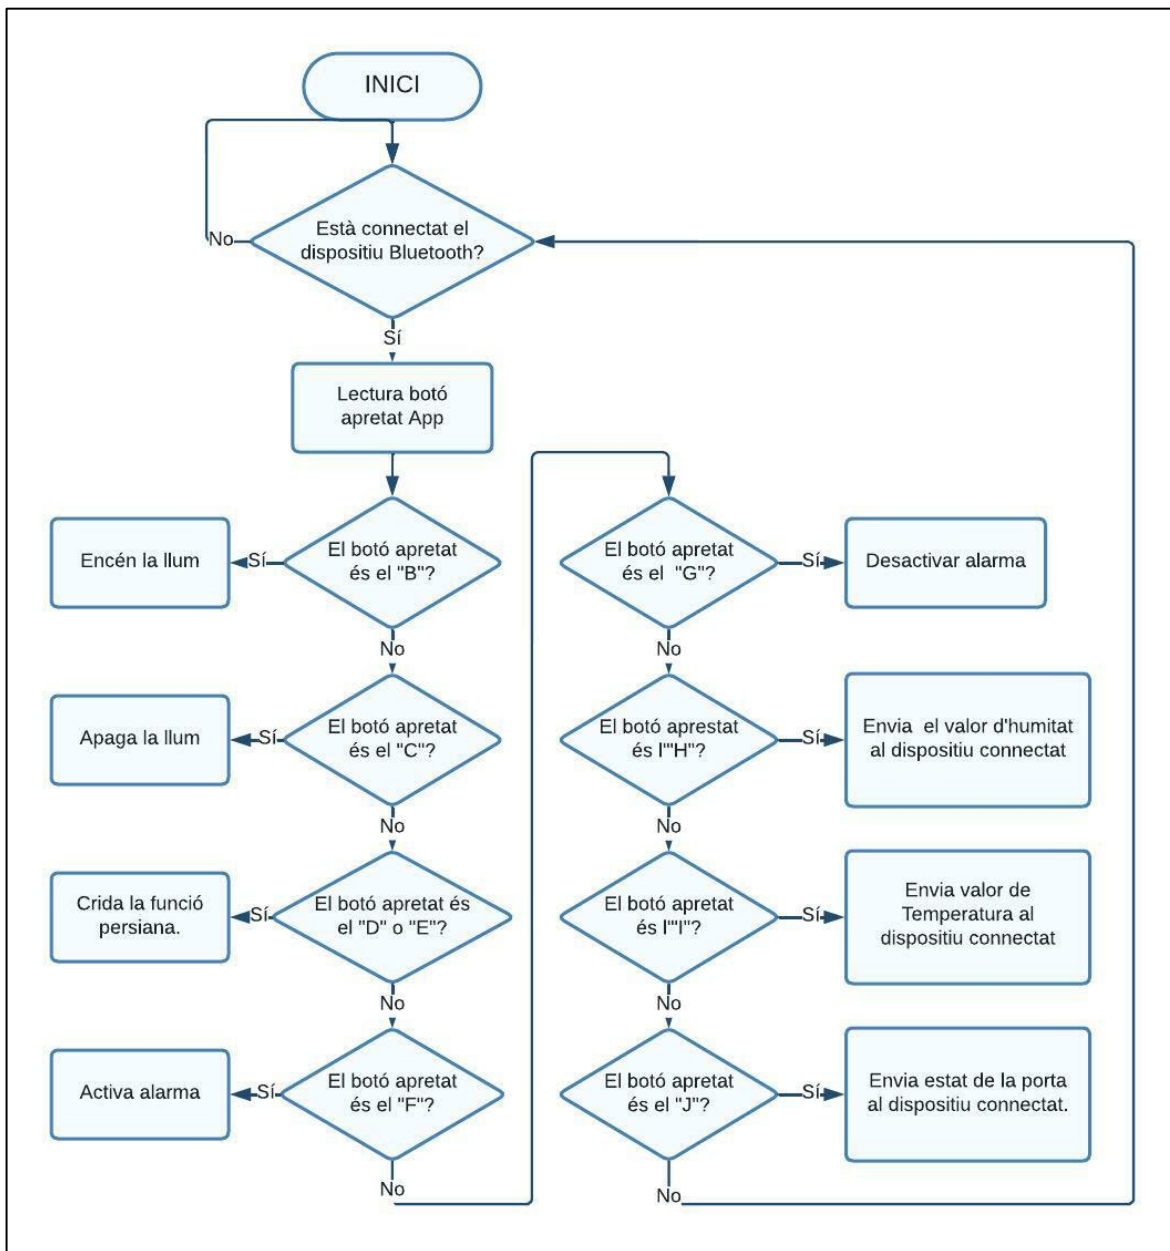 INICI
Està connectat el
dispositiu Bluetooth?
No
Sí
Lectura botó
apretat App
El botó apretat
és el "B"?
Sí
Encén la llum
No
El botó apretat
és el "C"?
Sí
Apaga la llum
No
El botó apretat és
el "D" o "E"?
Sí
Crida la funció
persiana.
No
El botó apretat
és el "F"?
Sí
Activa alarma
No
El botó apretat
és el "G"?
Sí
Desactivar alarma
No
El botó aprestat
és l'"H"?
Sí
Envia el valor d'humitat
al dispositiu connectat
No
El botó apretat
és l'"I"?
Sí
Envia valor de
Temperatura al
dispositiu connectat
No
El botó apretat
és el "J"?
Sí
Envia estat de la porta
al dispositiu connectat.
No